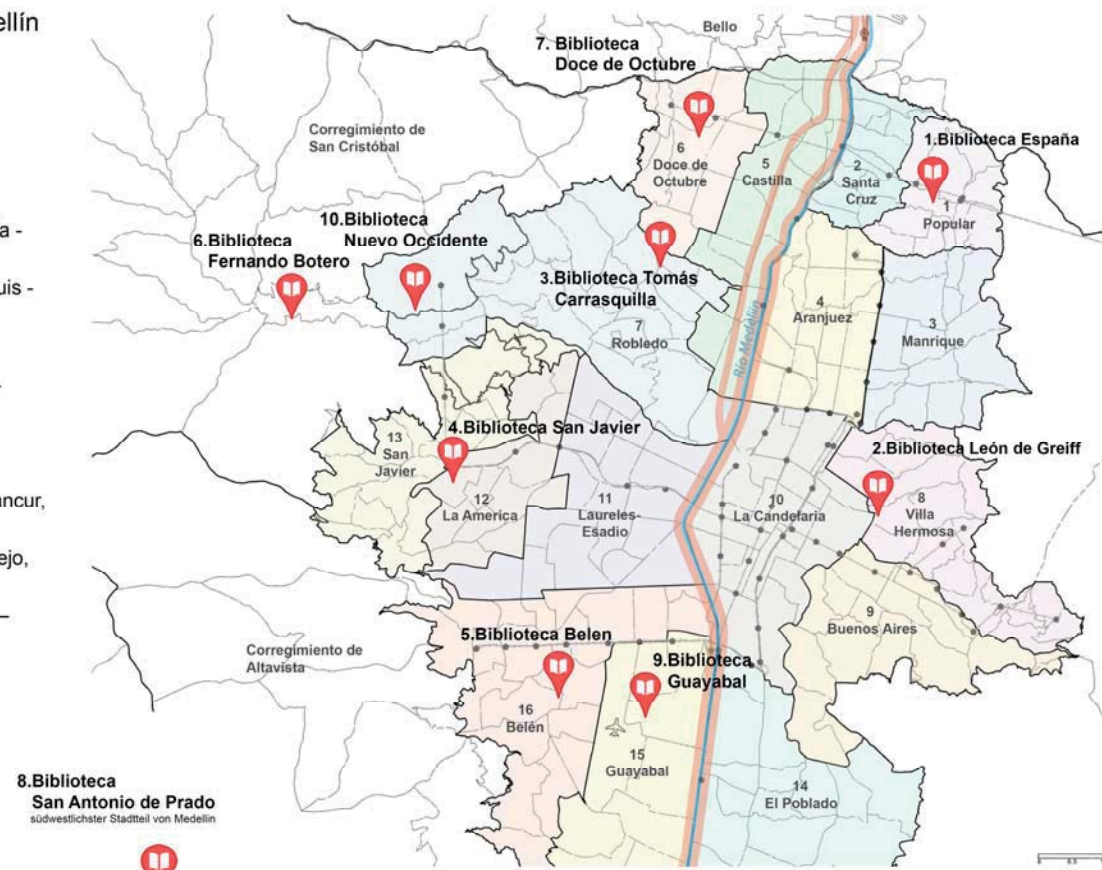 ellín
a -
uis -
ancur,
ejo,
–
Bello
7. Biblioteca
Doce de Octubre
Corregimiento de
San Cristóbal
6
Doce de
Octubre
5
Castilla
2
Santa
Cruz
1.Biblioteca España
1
Popular
10.Biblioteca
Nuevo Occidente
6.Biblioteca
Fernando Botero
3.Biblioteca Tomás
Carrasquilla
7
Robledo
Río Medellín
4
Aranjuez
3
Manrique
4.Biblioteca San Javier
13
San
Javier
12
La America
11
Laureles-
Esadio
10
La Candelaria
2.Biblioteca León de Greiff
8
Villa
Hermosa
9
Buenos Aires
Corregimiento de
Altavista
5.Biblioteca Belen
9.Biblioteca
Guayabal
16
Belén
15
Guayabal
14
El Poblado
8.Biblioteca
San Antonio de Prado
südwestlichster Stadtteil von Medellin
0 0.5